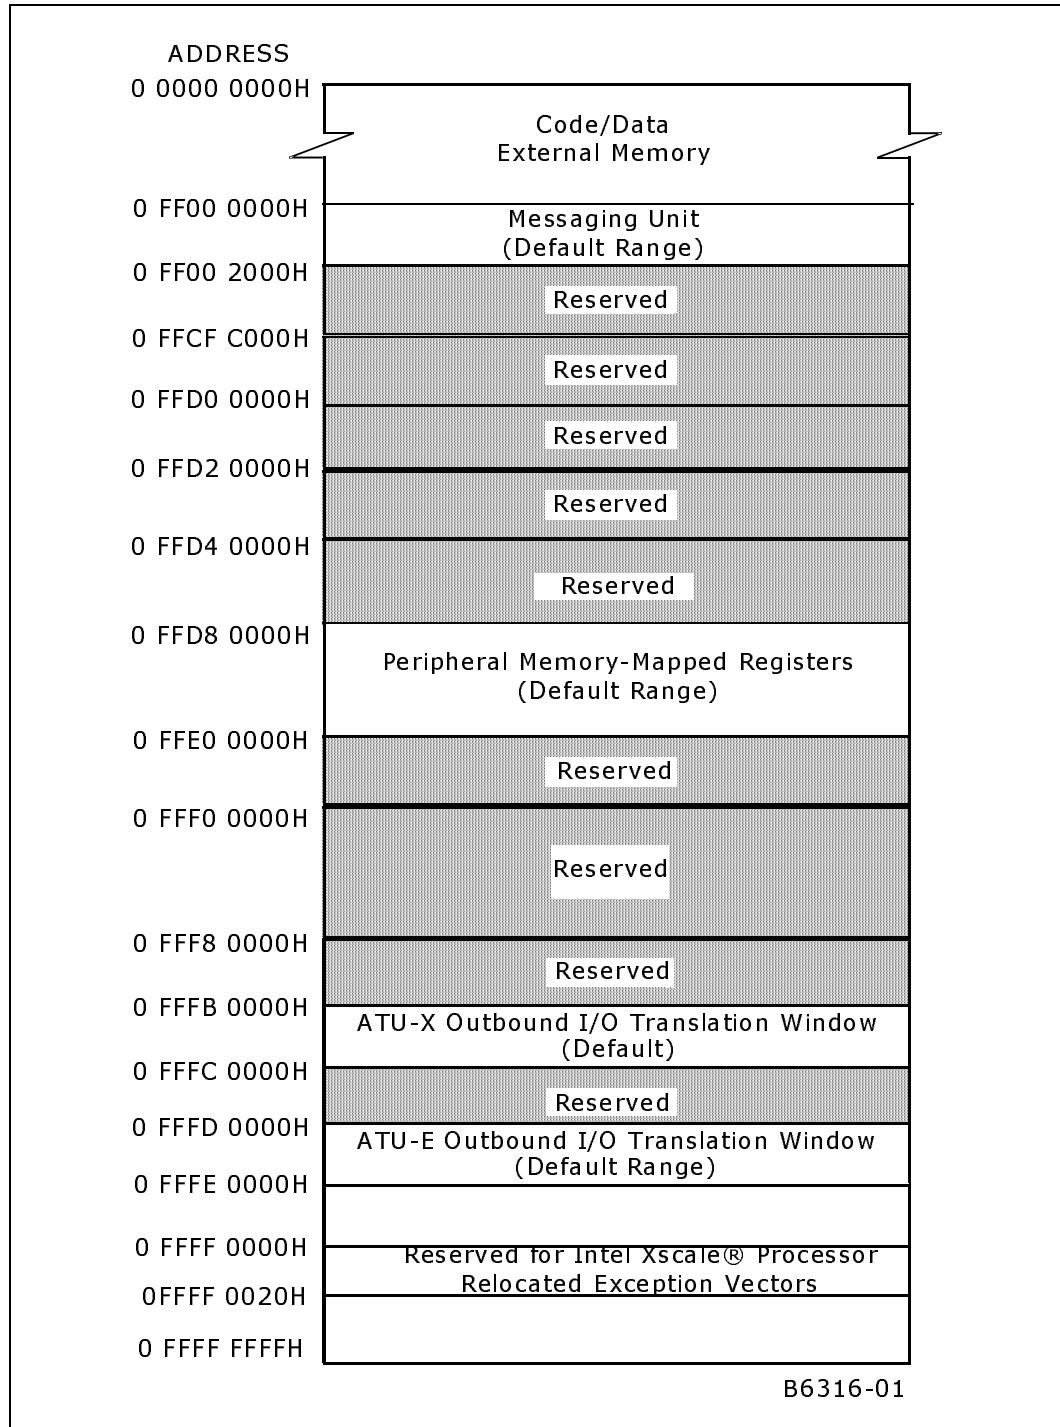 ADDRESS
0 0000 0000H
Code/Data
External Memory
0 FF00 0000H
Messaging Unit
(Default Range)
0 FF00 2000H
Reserved
0 FFCF C000H
Reserved
0 FFD0 0000H
Reserved
0 FFD2 0000H
Reserved
0 FFD4 0000H
Reserved
0 FFD8 0000H
Peripheral Memory-Mapped Registers
(Default Range)
0 FFE0 0000H
Reserved
0 FFF0 0000H
Reserved
0 FFF8 0000H
Reserved
0 FFFB 0000H
ATU-X Outbound I/O Translation Window
(Default)
0 FFFC 0000H
Reserved
0 FFFD 0000H
ATU-E Outbound I/O Translation Window
(Default Range)
0 FFFE 0000H
0 FFFF 0000H
Reserved for Intel Xscale® Processor
Relocated Exception Vectors
0FFFF 0020H
0 FFFF FFFFH
B6316-01